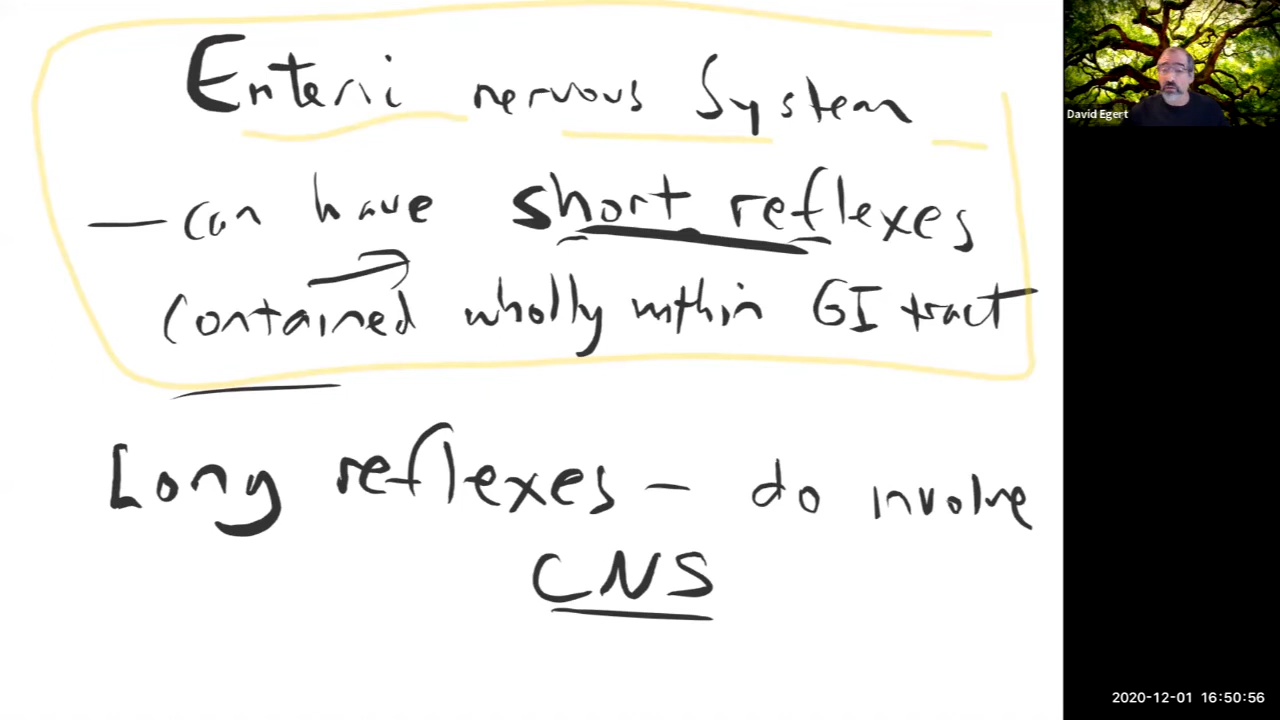 Enteric nervous System
— can have short reflexes
contained wholly within GI tract
Long reflexes – do involve
CNS
David Egert
2020-12-01 16:50:56